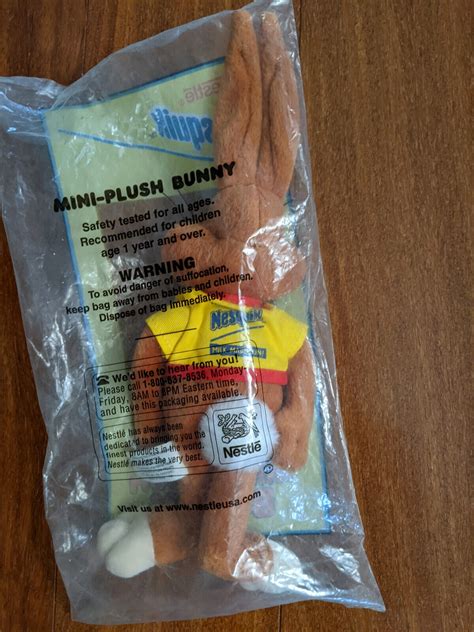 Nestlé
Nesquik
MINI-PLUSH BUNNY
Safety tested for all ages.
Recommended for children
age 1 year and over.
WARNING
To avoid danger of suffocation,
keep bag away from babies and children.
Dispose of bag immediately.
Nesquik
We'd like to hear from you!
Please call 1-800-637-8536, Monday-
Friday, 8AM to 8PM Eastern time,
and have this packaging available.
Nestlé has always been
dedicated to bringing you the
finest products in the world.
Nestlé makes the very best.
Nestlé
Visit us at www.nestleusa.com